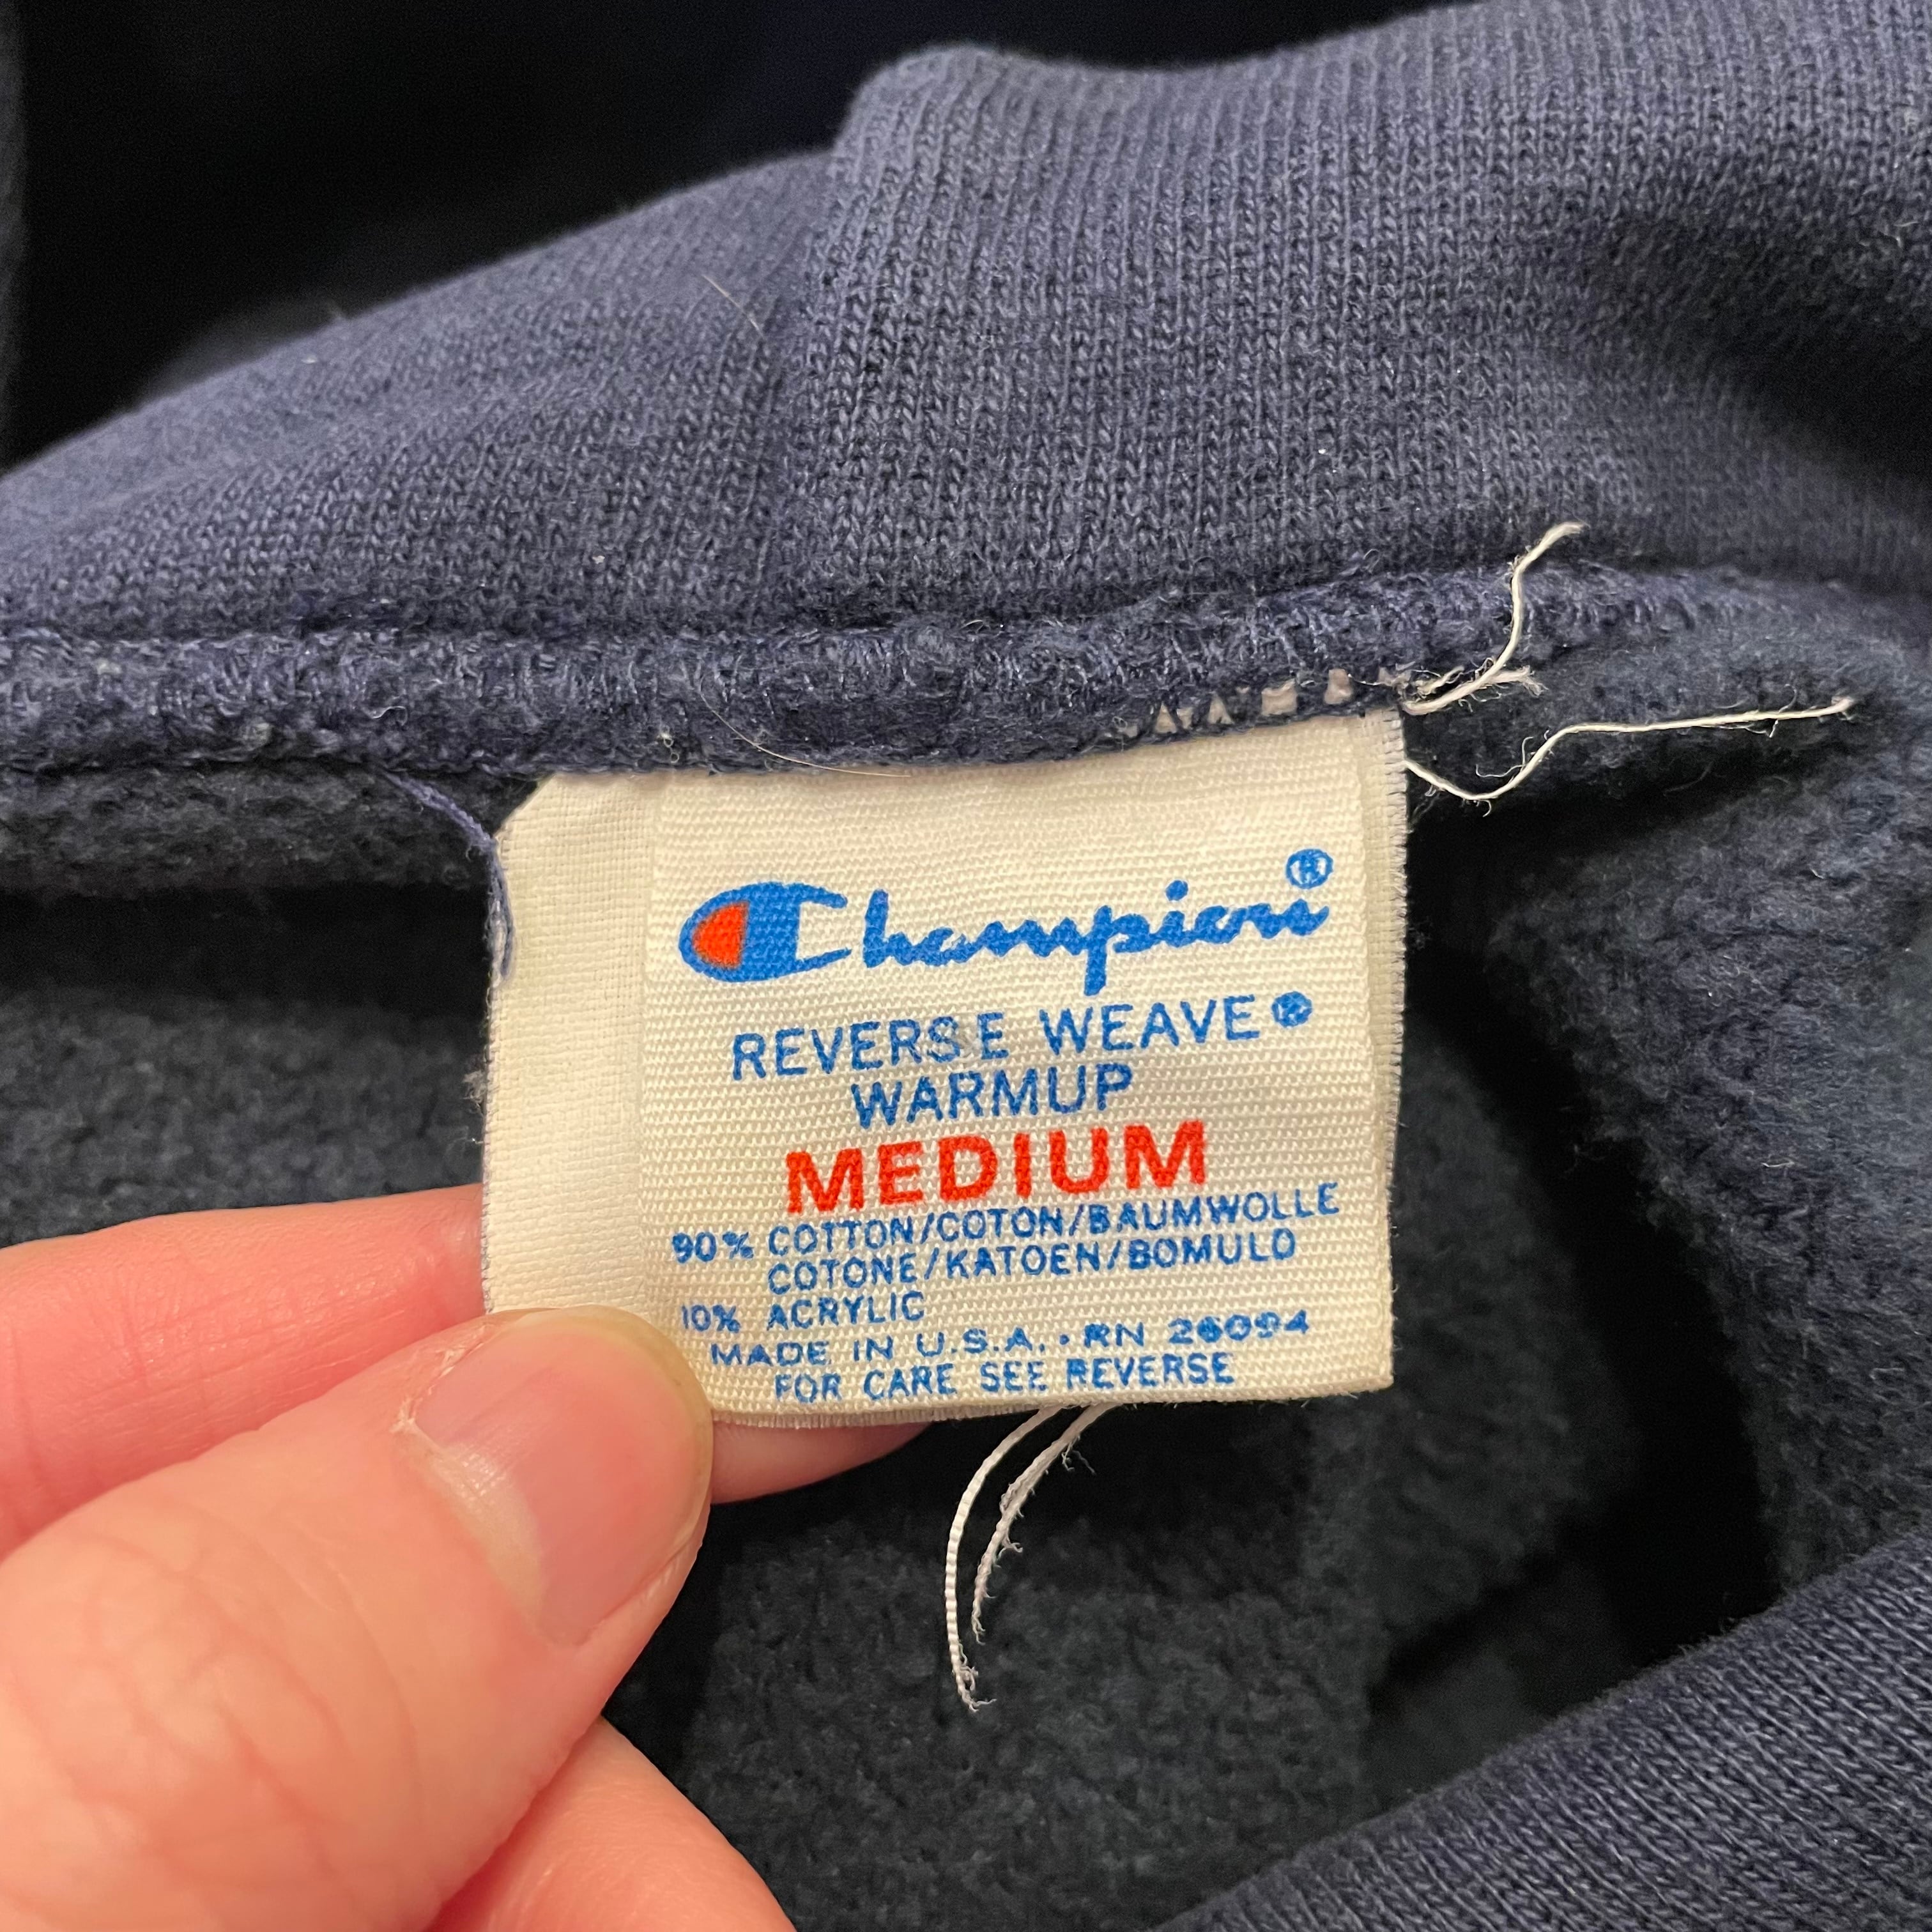 Champion®
REVERSE WEAVE®
WARMUP
MEDIUM
90% COTTON/COTON/BAUMWOLLE
COTONE/KATOEN/BOMULD
10% ACRYLIC
MADE IN U.S.A. • RN 26094
FOR CARE SEE REVERSE